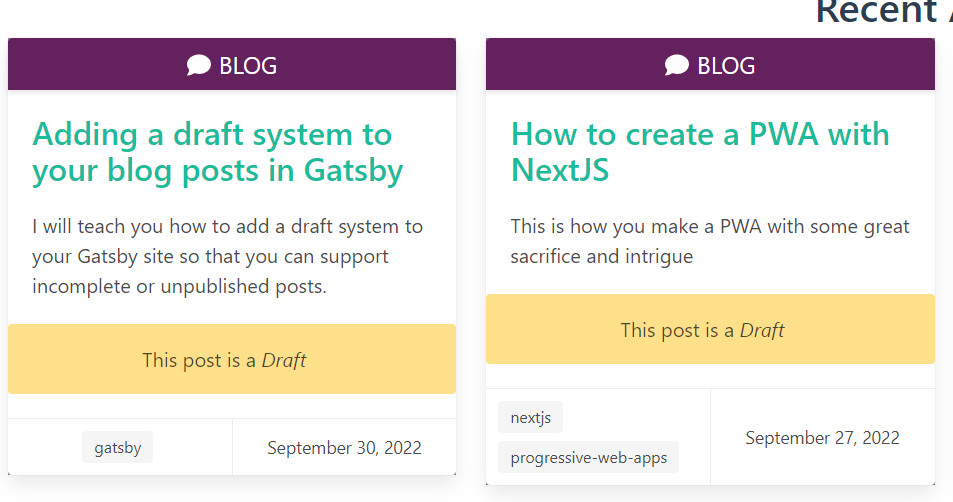 Recent
BLOG
Adding a draft system to
your blog posts in Gatsby
I will teach you how to add a draft system to
your Gatsby site so that you can support
incomplete or unpublished posts.
This post is a Draft
gatsby
September 30, 2022
BLOG
How to create a PWA with
NextJS
This is how you make a PWA with some great
sacrifice and intrigue
This post is a Draft
nextjs
progressive-web-apps
September 27, 2022